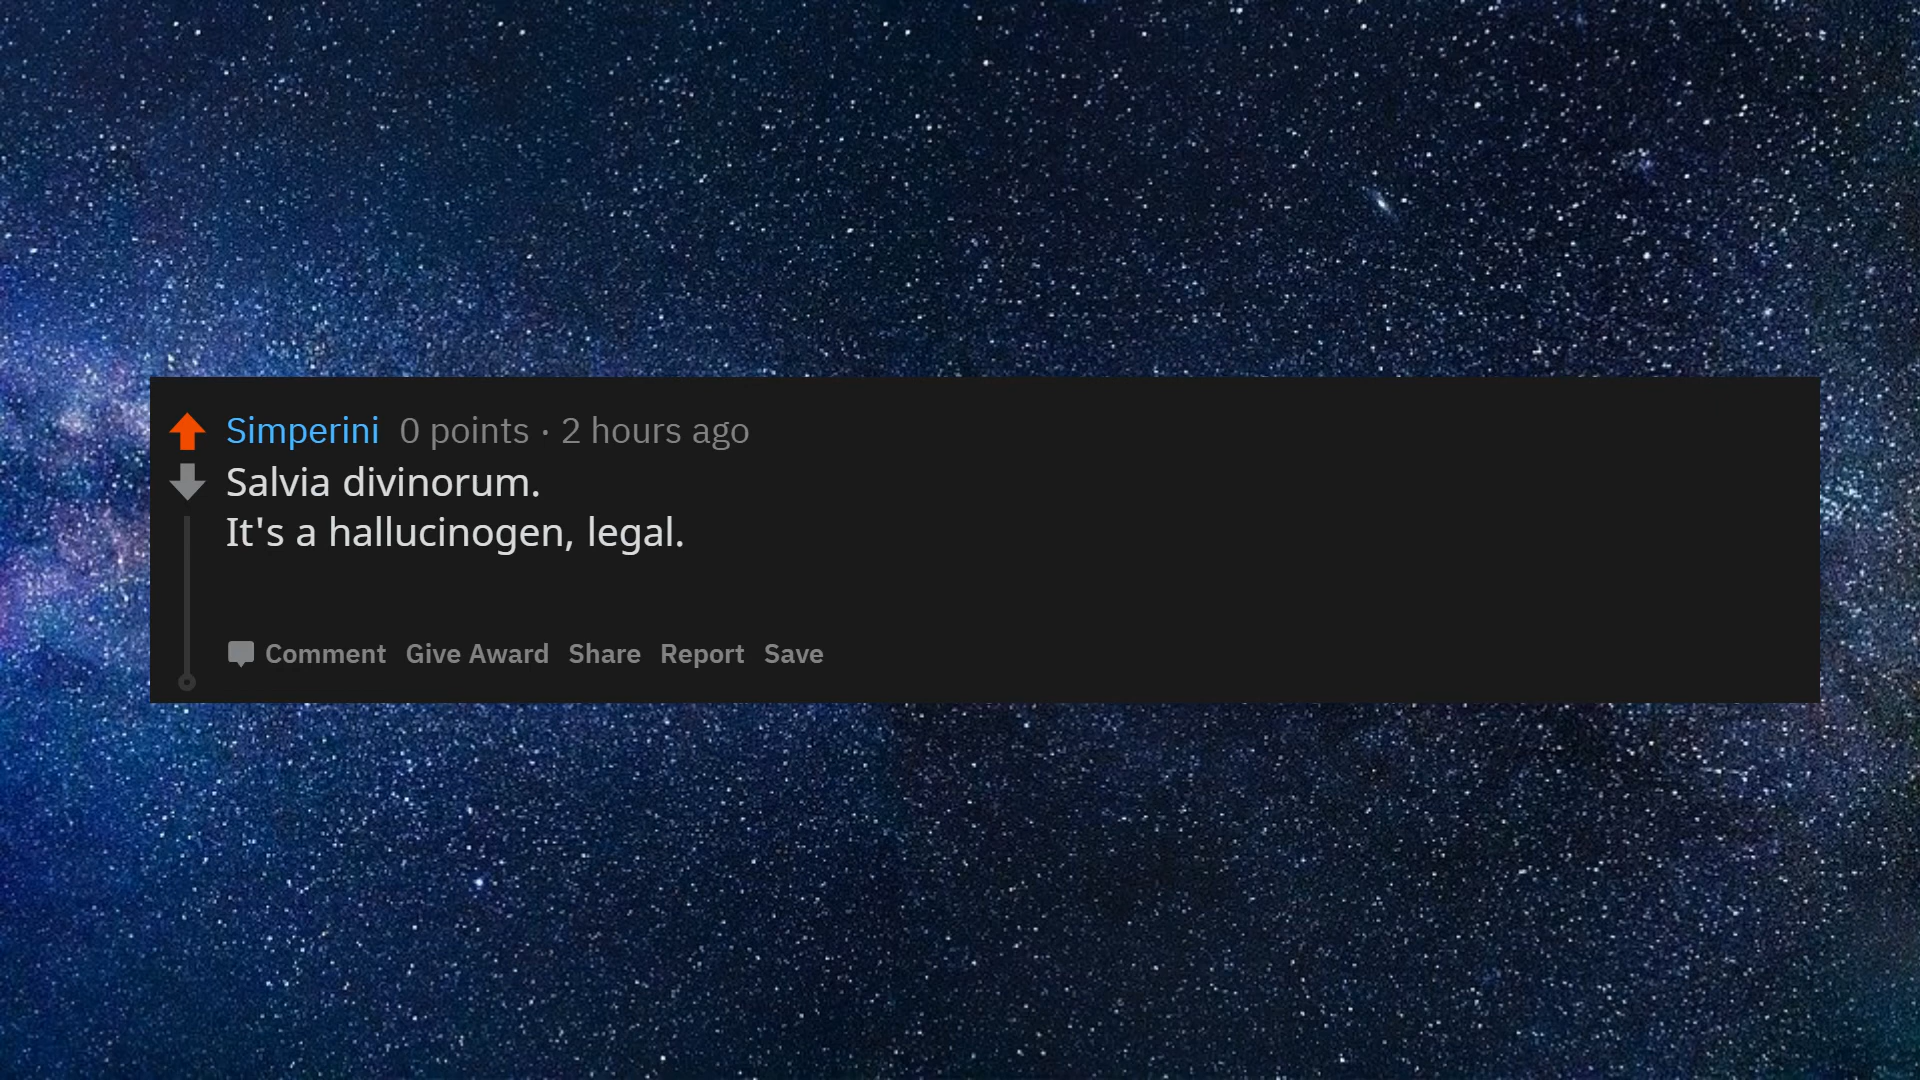 Simperini 0 points · 2 hours ago
Salvia divinorum.
It's a hallucinogen, legal.
Comment Give Award Share Report Save